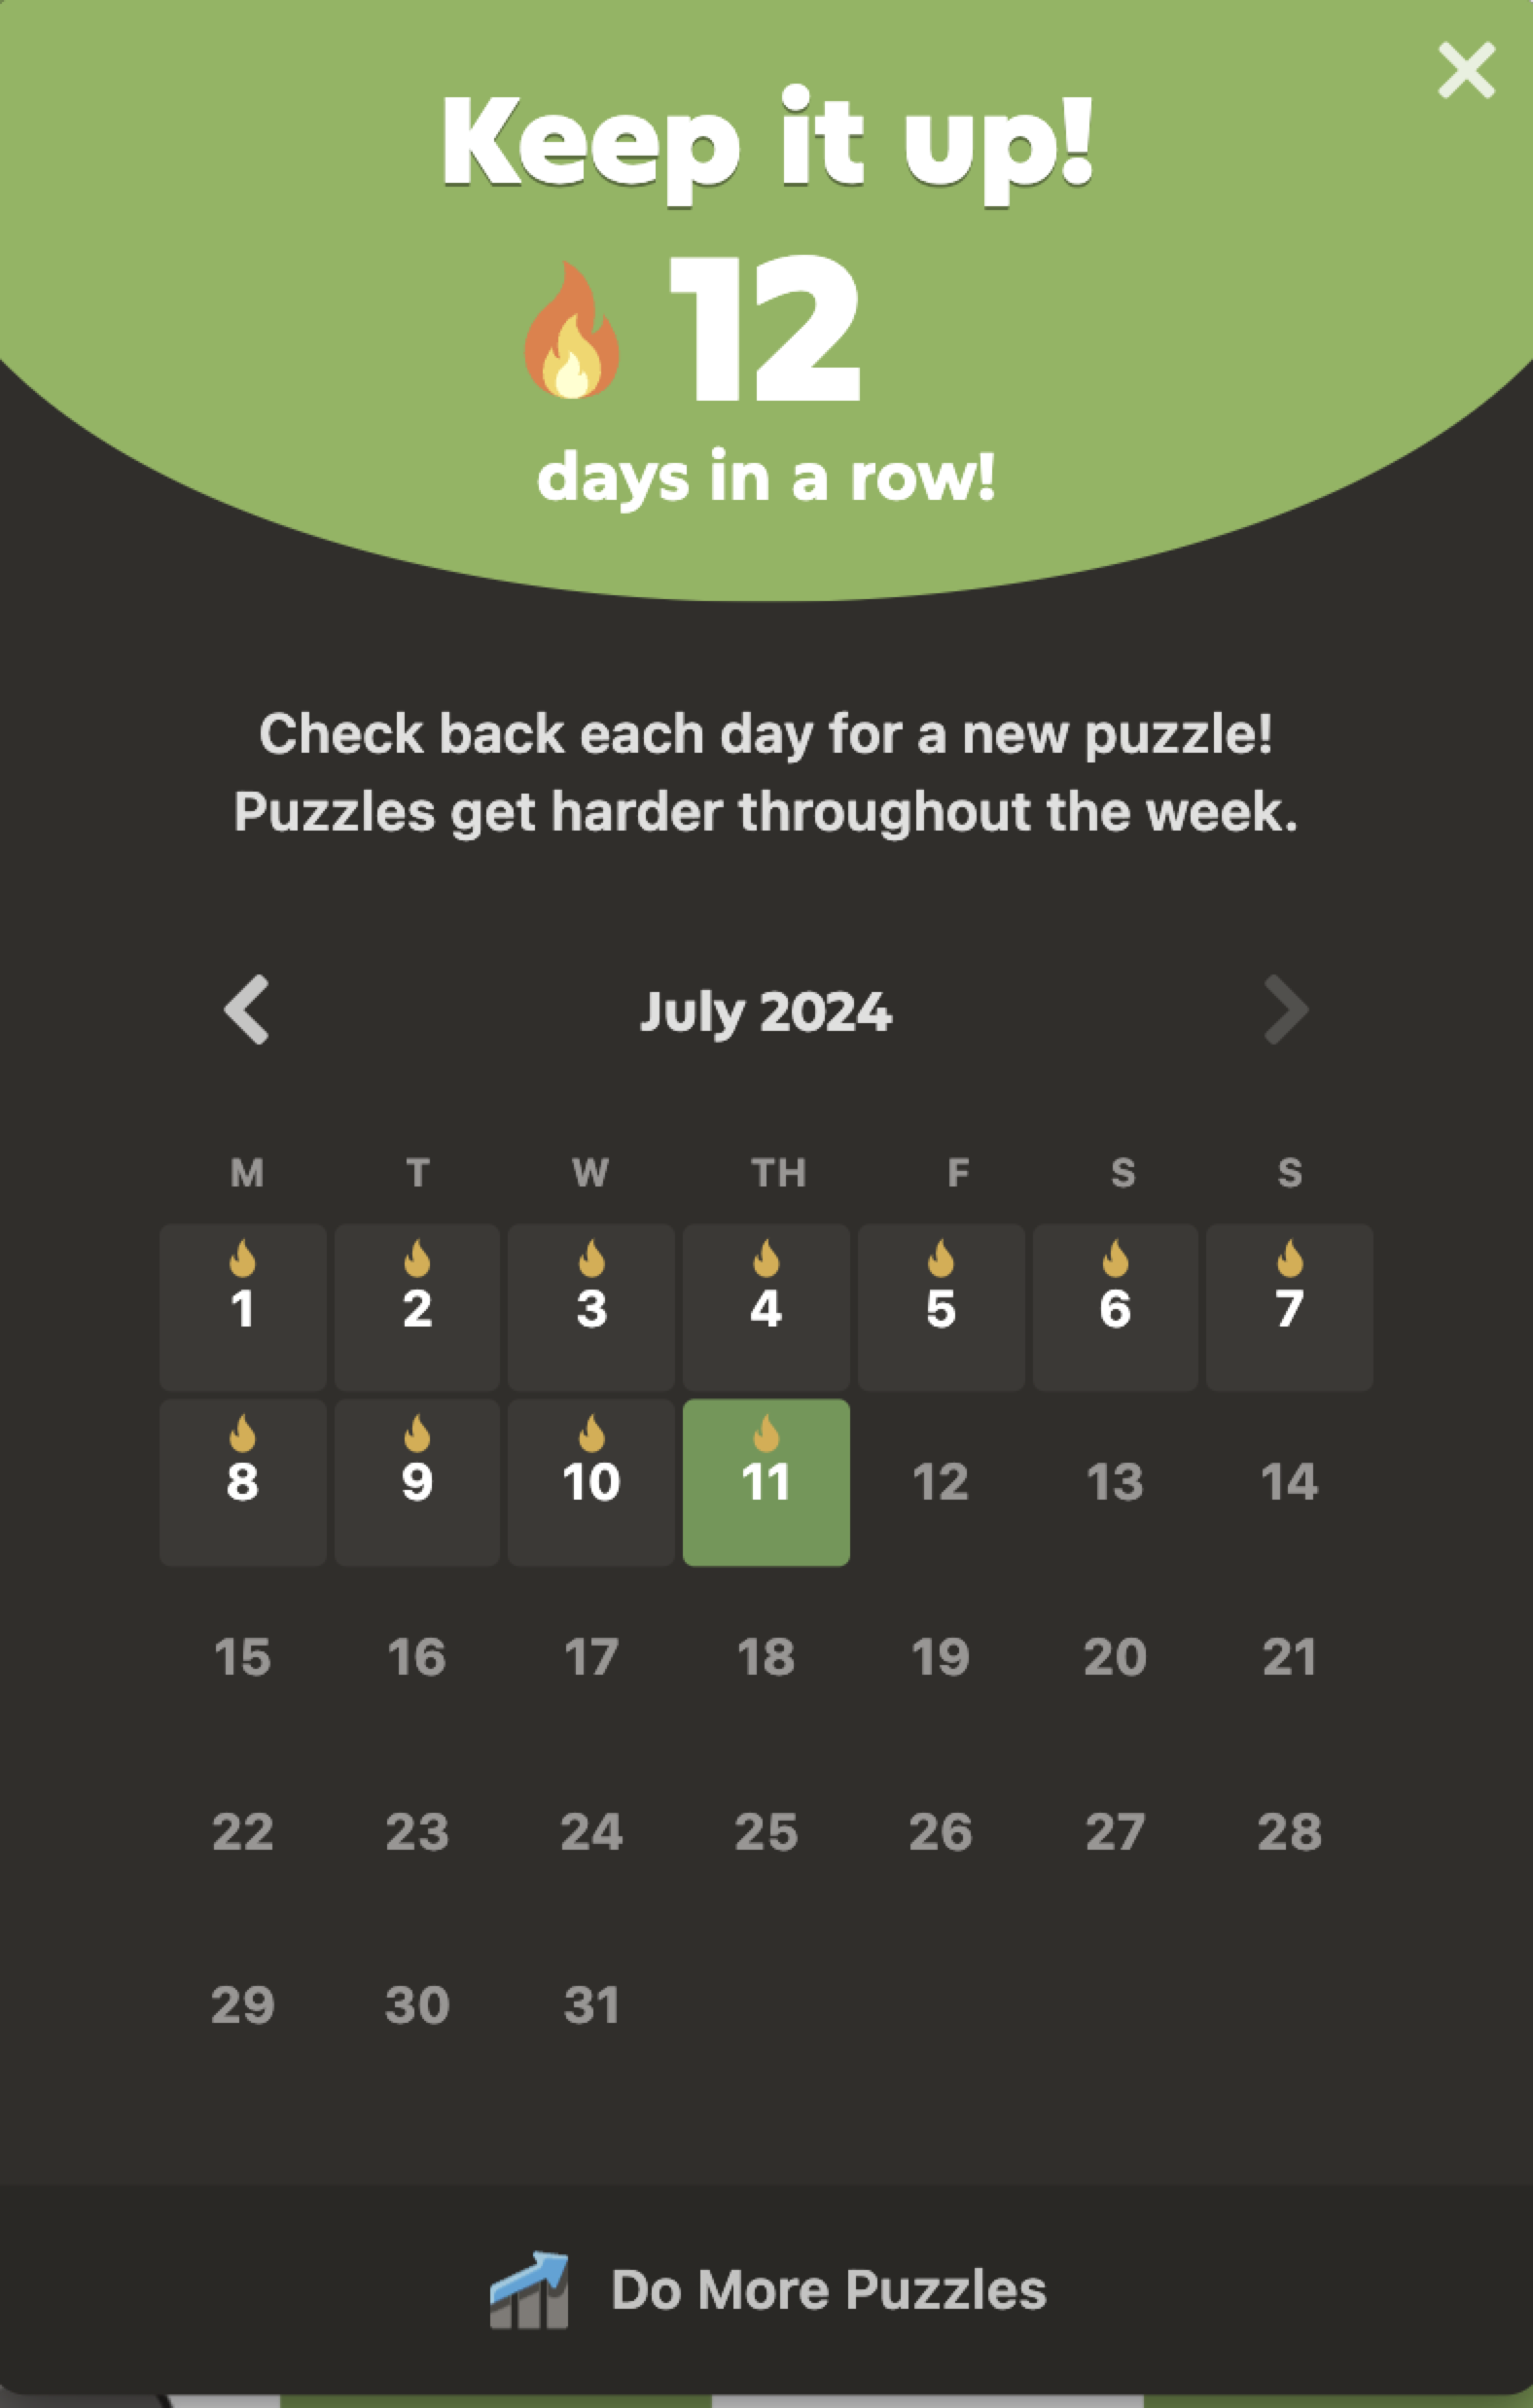 Keep it up!
12
days in a row!
Check back each day for a new puzzle!
Puzzles get harder throughout the week.
July 2024
M T W TH F S S
1 2 3 4 5 6 7
8 9 10 11 12 13 14
15 16 17 18 19 20 21
22 23 24 25 26 27 28
29 30 31
Do More Puzzles